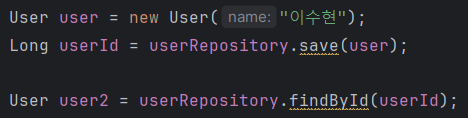 User user = new User( name: "이수현");
Long userId = userRepository.save(user);
User user2 = userRepository.findById(userId);